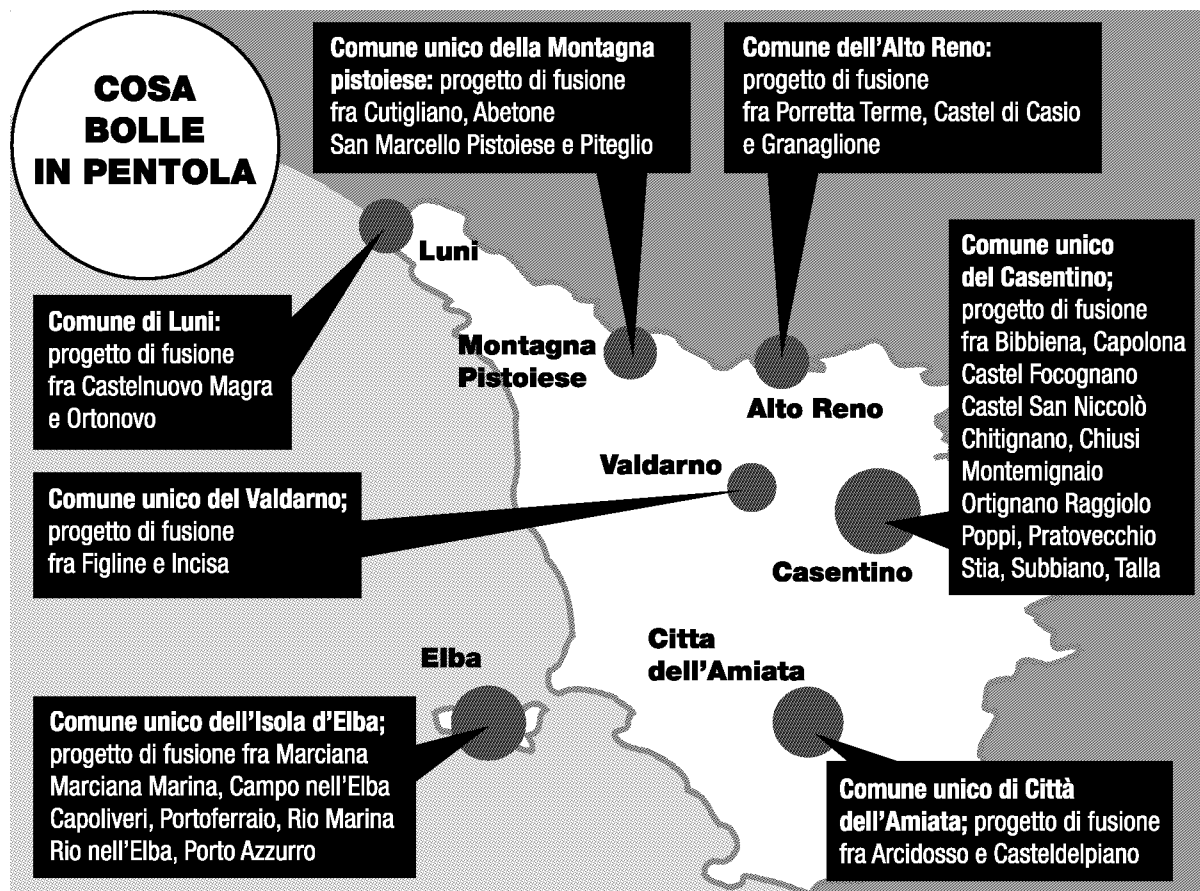 COSA
BOLLE
IN PENTOLA
Comune unico della Montagna
pistoiese: progetto di fusione
fra Cutigliano, Abetone
San Marcello Pistoiese e Piteglio
Comune dell'Alto Reno:
progetto di fusione
fra Porretta Terme, Castel di Casio
e Granaglione
Luni
Comune unico
del Casentino;
progetto di fusione
fra Bibbiena, Capolona
Castel Focognano
Castel San Niccolò
Chitignano, Chiusi
Montemignaio
Ortignano Raggiolo
Poppi, Pratovecchio
Stia, Subbiano, Talla
Comune di Luni:
progetto di fusione
fra Castelnuovo Magra
e Ortonovo
Montagna
Pistoiese
Alto Reno
Valdarno
Comune unico del Valdarno;
progetto di fusione
fra Figline e Incisa
Casentino
Elba
Citta
dell'Amiata
Comune unico dell'Isola d'Elba;
progetto di fusione fra Marciana
Marciana Marina, Campo nell'Elba
Capoliveri, Portoferraio, Rio Marina
Rio nell'Elba, Porto Azzurro
Comune unico di Città
dell'Amiata; progetto di fusione
fra Arcidosso e Casteldelpiano